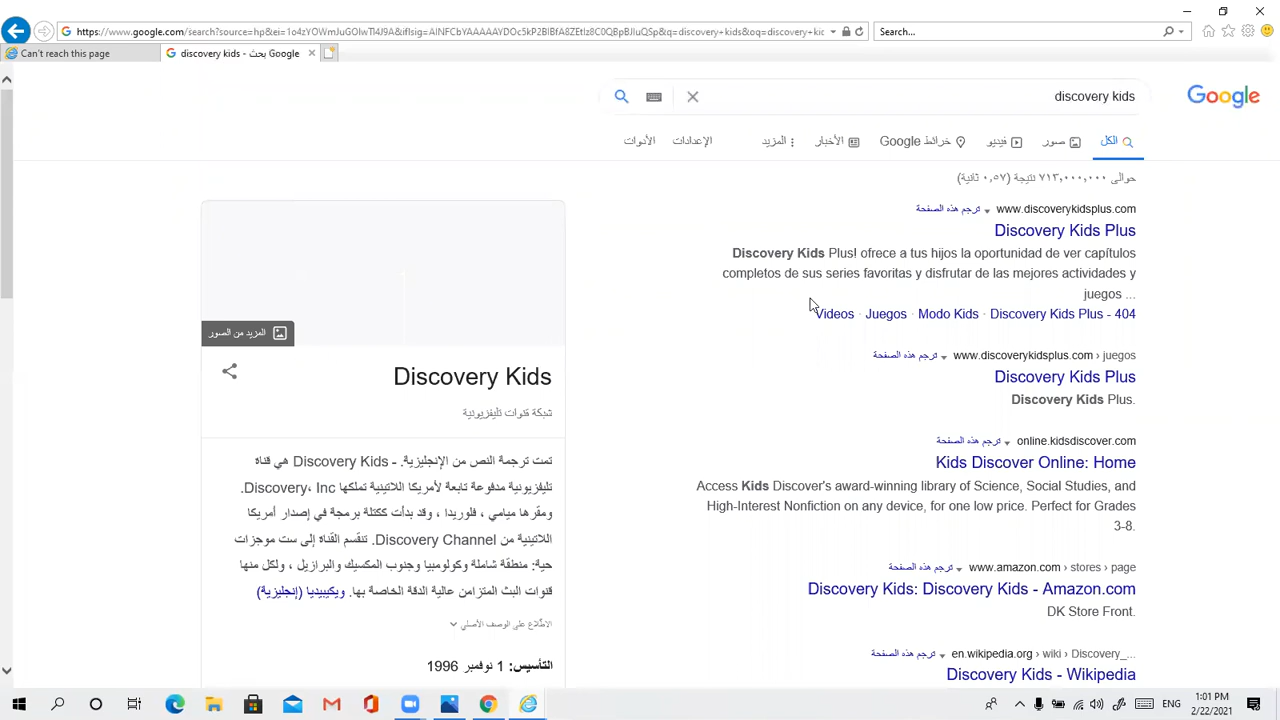 https://www.google.com/search?source=hp&ei=
Search...
Can't reach this page
discovery kids - بحث Google
discovery kids
Google
الكل
صور
فيديو
خرائط Google
الأخبار
المزيد
الإعدادات
الأدوات
حوالى ٧١٣,٠٠٠,٠٠٠ نتيجة (٠,٥٧ ثانية)
www.discoverykidsplus.com ترجم هذه الصفحة
Discovery Kids Plus
Discovery Kids Plus! ofrece a tus hijos la oportunidad de ver capítulos
completos de sus series favoritas y disfrutar de las mejores actividades y
juegos ...
Videos · Juegos · Modo Kids · Discovery Kids Plus - 404
www.discoverykidsplus.com › juegos ترجم هذه الصفحة
Discovery Kids Plus
Discovery Kids Plus.
online.kidsdiscover.com ترجم هذه الصفحة
Kids Discover Online: Home
Access Kids Discover's award-winning library of Science, Social Studies, and
High-Interest Nonfiction on any device, for one low price. Perfect for Grades
3-8.
www.amazon.com › stores › page ترجم هذه الصفحة
Discovery Kids: Discovery Kids - Amazon.com
DK Store Front.
en.wikipedia.org › wiki › Discovery_... ترجم هذه الصفحة
Discovery Kids - Wikipedia
المزيد من الصور
Discovery Kids
شبكة قنوات تليفزيونية
تمت ترجمة النص من الإنجليزية. - Discovery Kids هي قناة
تليفزيونية مدفوعة تابعة لأمريكا اللاتينية تملكها Discovery، Inc.
ومقرها ميامي ، فلوريدا ، وقد بدأت ككتلة برمجة في إصدار أمريكا
اللاتينية من Discovery Channel. تنقسم القناة إلى ست موجزات
حية: منطقة شاملة وكولومبيا وجنوب المكسيك والبرازيل ، ولكل منها
قنوات البث المتزامن عالية الدقة الخاصة بها. ويكيبيديا (إنجليزية)
الاطّلاع على الوصف الأصلي
التأسيس: 1 نوفمبر 1996
ENG
1:01 PM
2/22/2021